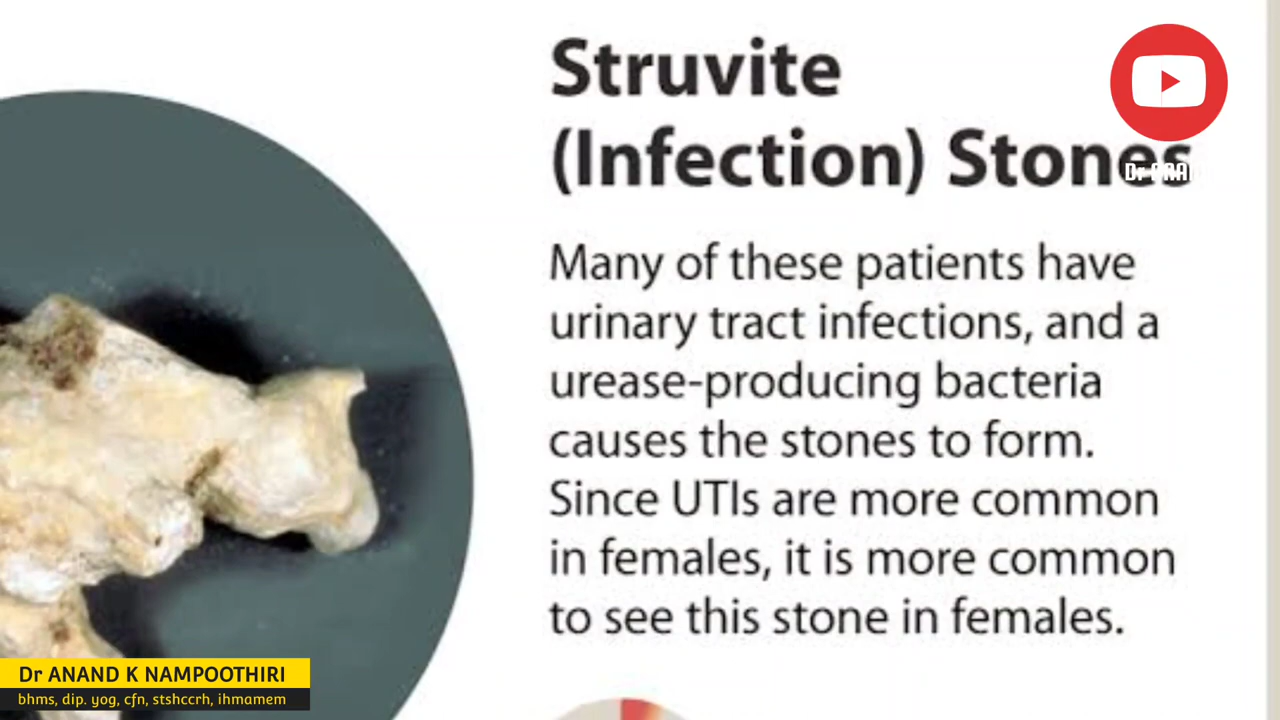 Struvite
(Infection) Stones
Many of these patients have
urinary tract infections, and a
urease-producing bacteria
causes the stones to form.
Since UTIs are more common
in females, it is more common
to see this stone in females.
Dr ANAND K NAMPOOTHIRI
bhms, dip. yog, cfn, stshccrh, ihmamem
Dr